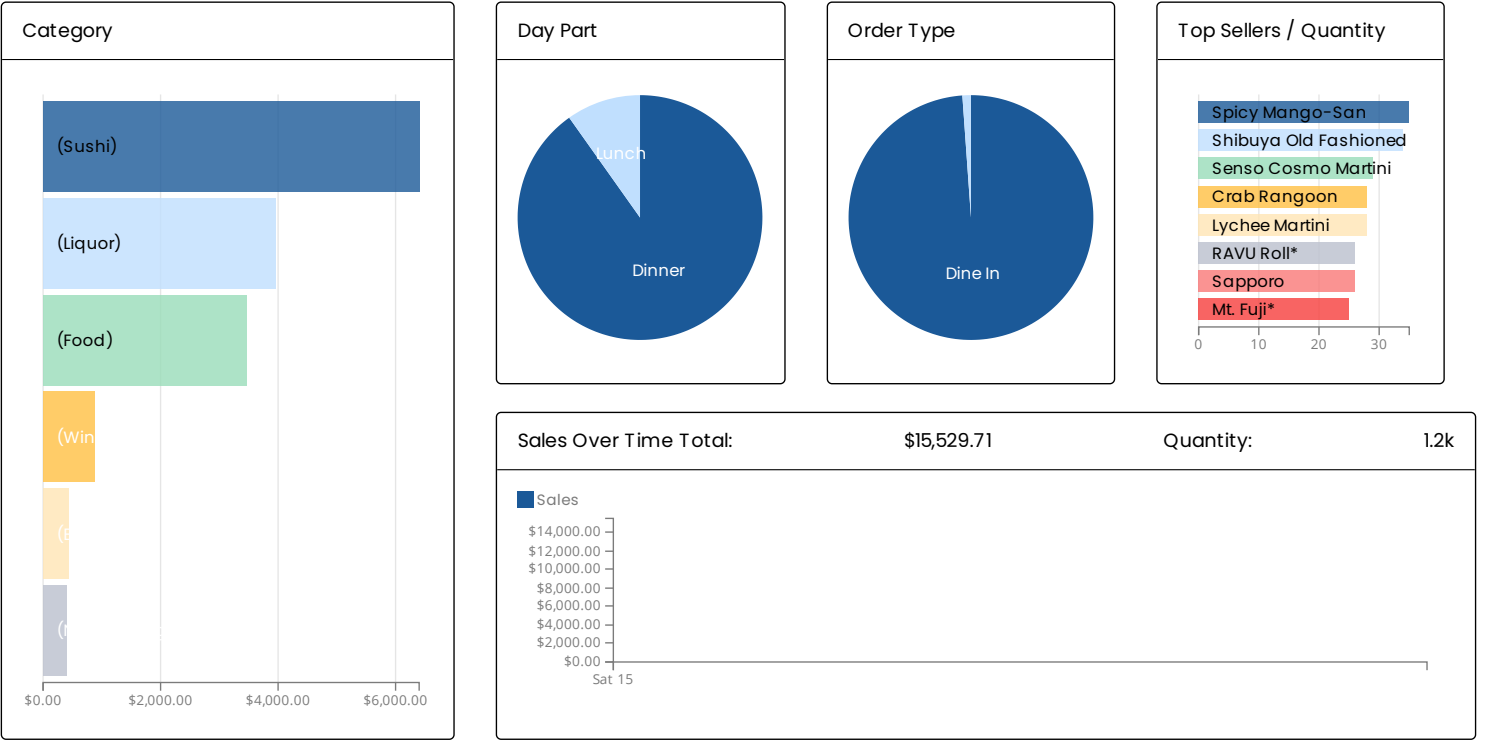 Category
(Sushi)
(Liquor)
(Food)
(Win
$0.00 $2,000.00 $4,000.00 $6,000.00
Day Part
Lunch
Dinner
Order Type
Dine In
Top Sellers / Quantity
Spicy Mango-San
Shibuya Old Fashioned
Senso Cosmo Martini
Crab Rangoon
Lychee Martini
RAVU Roll*
Sapporo
Mt. Fuji*
0 10 20 30
Sales Over Time Total: $15,529.71 Quantity: 1.2k
Sales
$14,000.00
$12,000.00
$10,000.00
$8,000.00
$6,000.00
$4,000.00
$2,000.00
$0.00
Sat 15